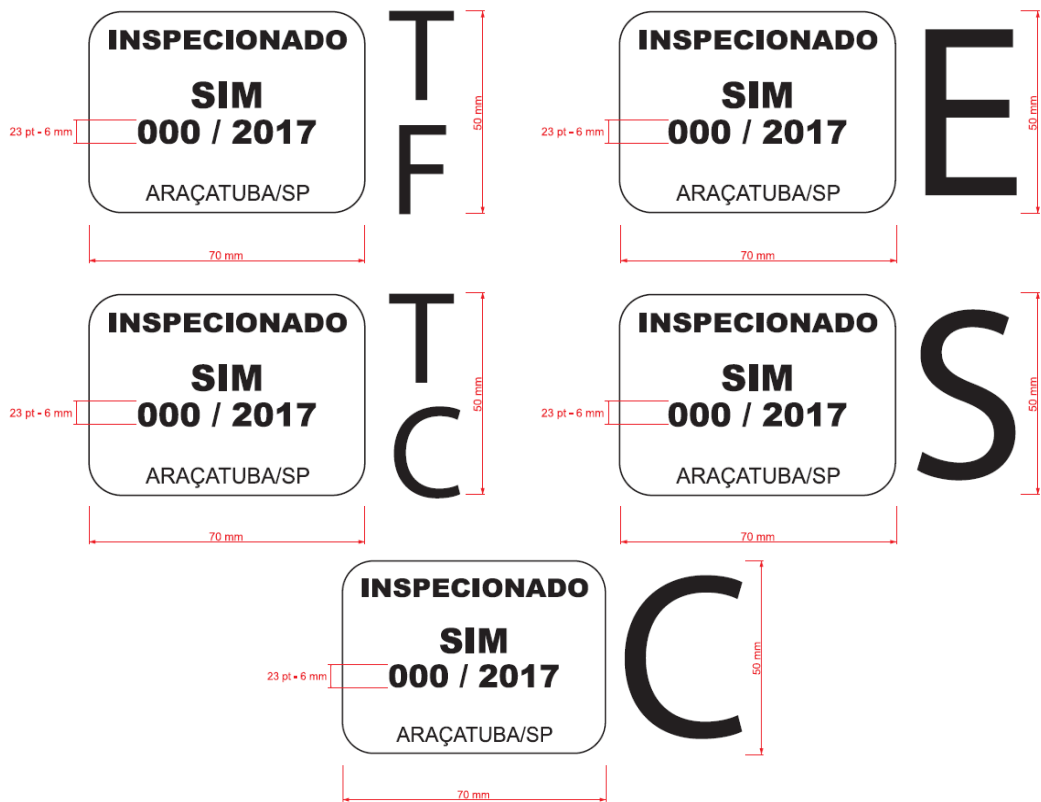 INSPECIONADO
SIM
000 / 2017
ARAÇATUBA/SP
T
F
23 pt - 6 mm
50 mm
70 mm
INSPECIONADO
SIM
000 / 2017
ARAÇATUBA/SP
E
23 pt - 6 mm
50 mm
70 mm
INSPECIONADO
SIM
000 / 2017
ARAÇATUBA/SP
T
C
23 pt - 6 mm
50 mm
70 mm
INSPECIONADO
SIM
000 / 2017
ARAÇATUBA/SP
S
23 pt - 6 mm
50 mm
70 mm
INSPECIONADO
SIM
000 / 2017
ARAÇATUBA/SP
C
23 pt - 6 mm
50 mm
70 mm